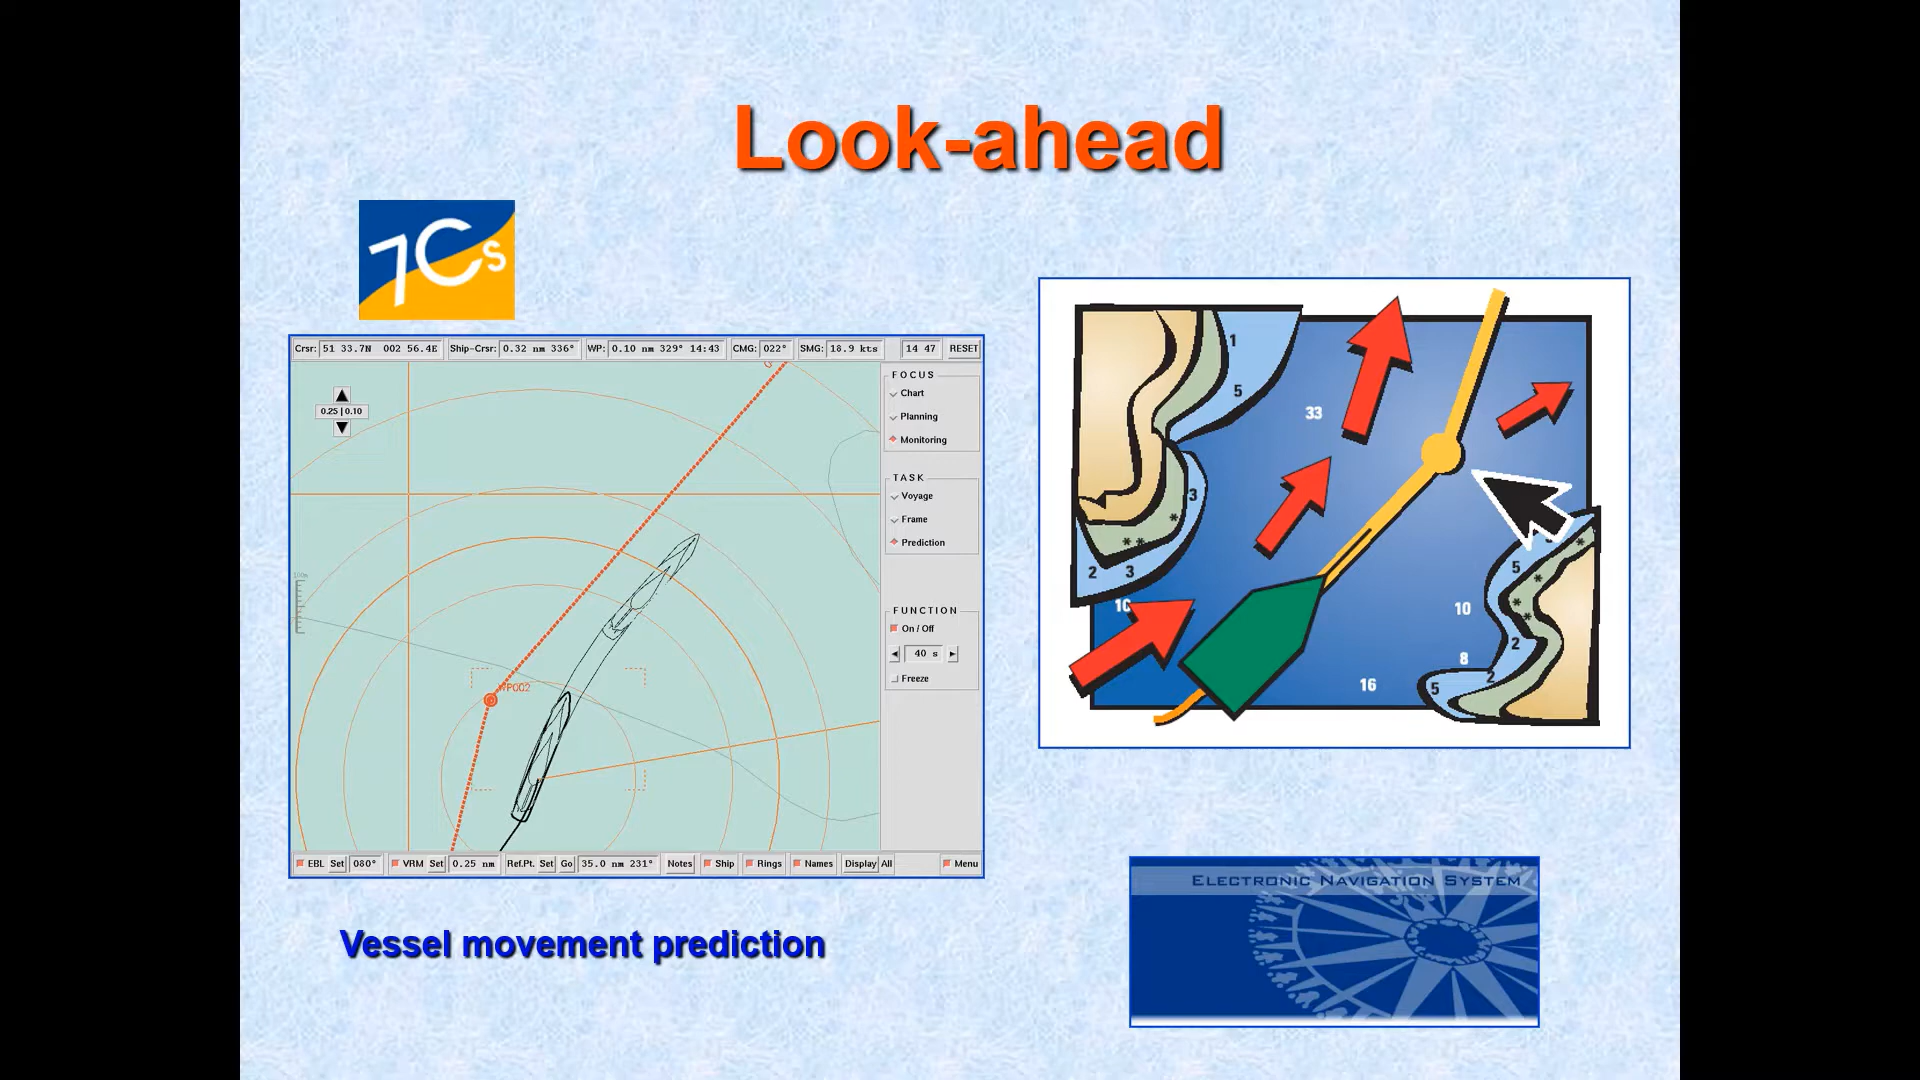 Look-ahead
7Cs
Crsr: 51 33.7N 002 56.4E Ship-Crsr: 0.32 nm 336° WP: 0.10 nm 329° 14:43 CMG: 022° SMG: 18.9 kts 14 47 RESET
0.25|0.10
FOCUS
Chart
Planning
Monitoring
TASK
Voyage
Frame
Prediction
FUNCTION
On / Off
40 s
Freeze
WP002
EBL Set 080° VRM Set 0.25 nm Ref.Pt. Set Go 35.0 nm 231° Notes Ship Rings Names Display All Menu
1
5
33
3
2 3
10
5
10
2
8
2
16
5
ELECTRONIC NAVIGATION SYSTEM
Vessel movement prediction